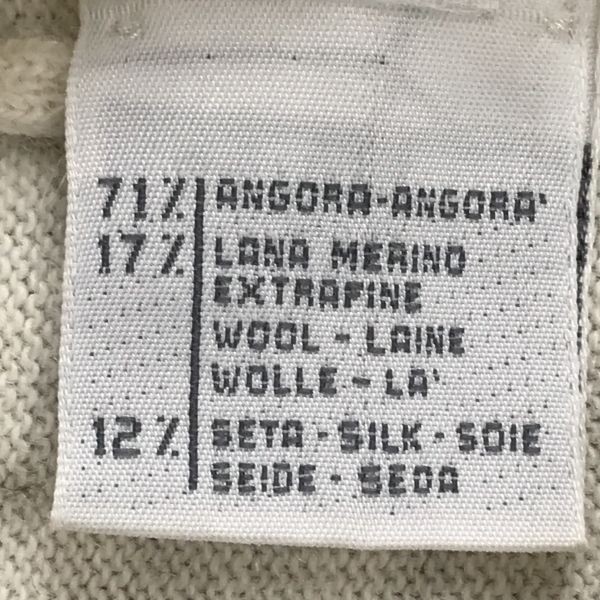 71% ANGORA-ANGORA'
17% LANA MERINO
EXTRAFINE
WOOL - LAINE
WOLLE - LA'
12% SETA - SILK - SOIE
SEIDE - SEDA